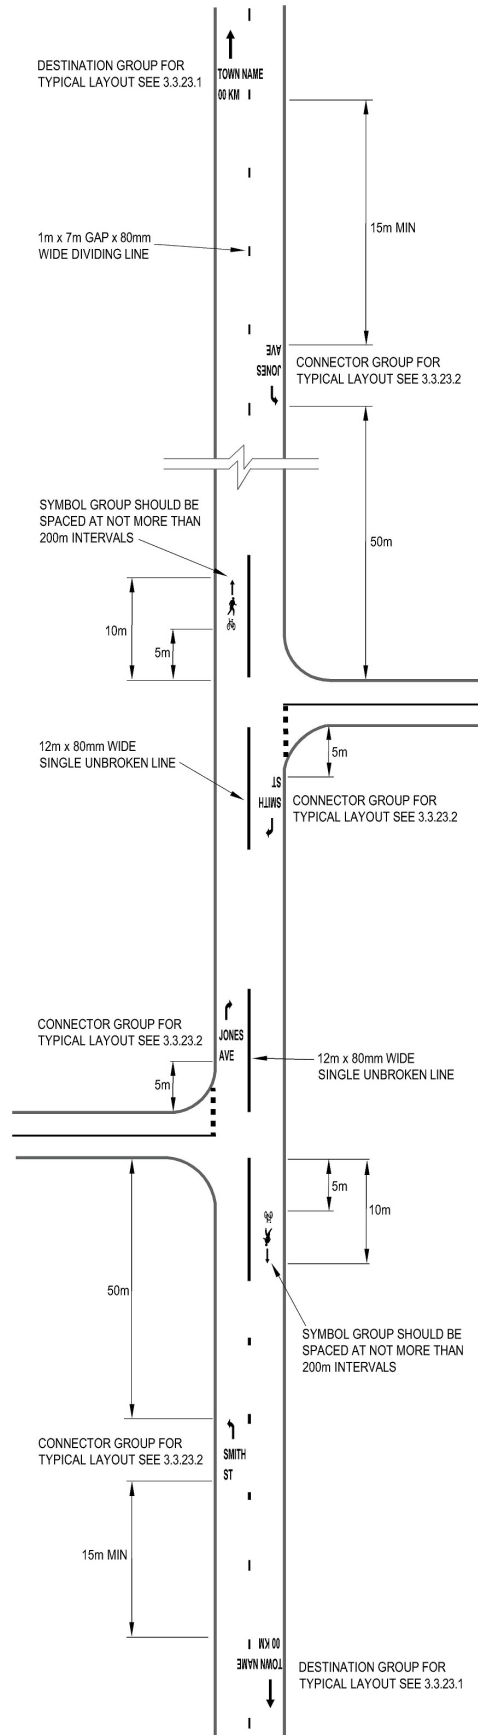 DESTINATION GROUP FOR
TYPICAL LAYOUT SEE 3.3.23.1
TOWN NAME
00 KM
1m x 7m GAP x 80mm
WIDE DIVIDING LINE
15m MIN
JONES
AVE
CONNECTOR GROUP FOR
TYPICAL LAYOUT SEE 3.3.23.2
SYMBOL GROUP SHOULD BE
SPACED AT NOT MORE THAN
200m INTERVALS
50m
10m
5m
12m x 80mm WIDE
SINGLE UNBROKEN LINE
5m
SMITH
ST
CONNECTOR GROUP FOR
TYPICAL LAYOUT SEE 3.3.23.2
CONNECTOR GROUP FOR
TYPICAL LAYOUT SEE 3.3.23.2
JONES
AVE
5m
12m x 80mm WIDE
SINGLE UNBROKEN LINE
5m
10m
50m
SYMBOL GROUP SHOULD BE
SPACED AT NOT MORE THAN
200m INTERVALS
CONNECTOR GROUP FOR
TYPICAL LAYOUT SEE 3.3.23.2
SMITH
ST
15m MIN
TOWN NAME
00 KM
DESTINATION GROUP FOR
TYPICAL LAYOUT SEE 3.3.23.1